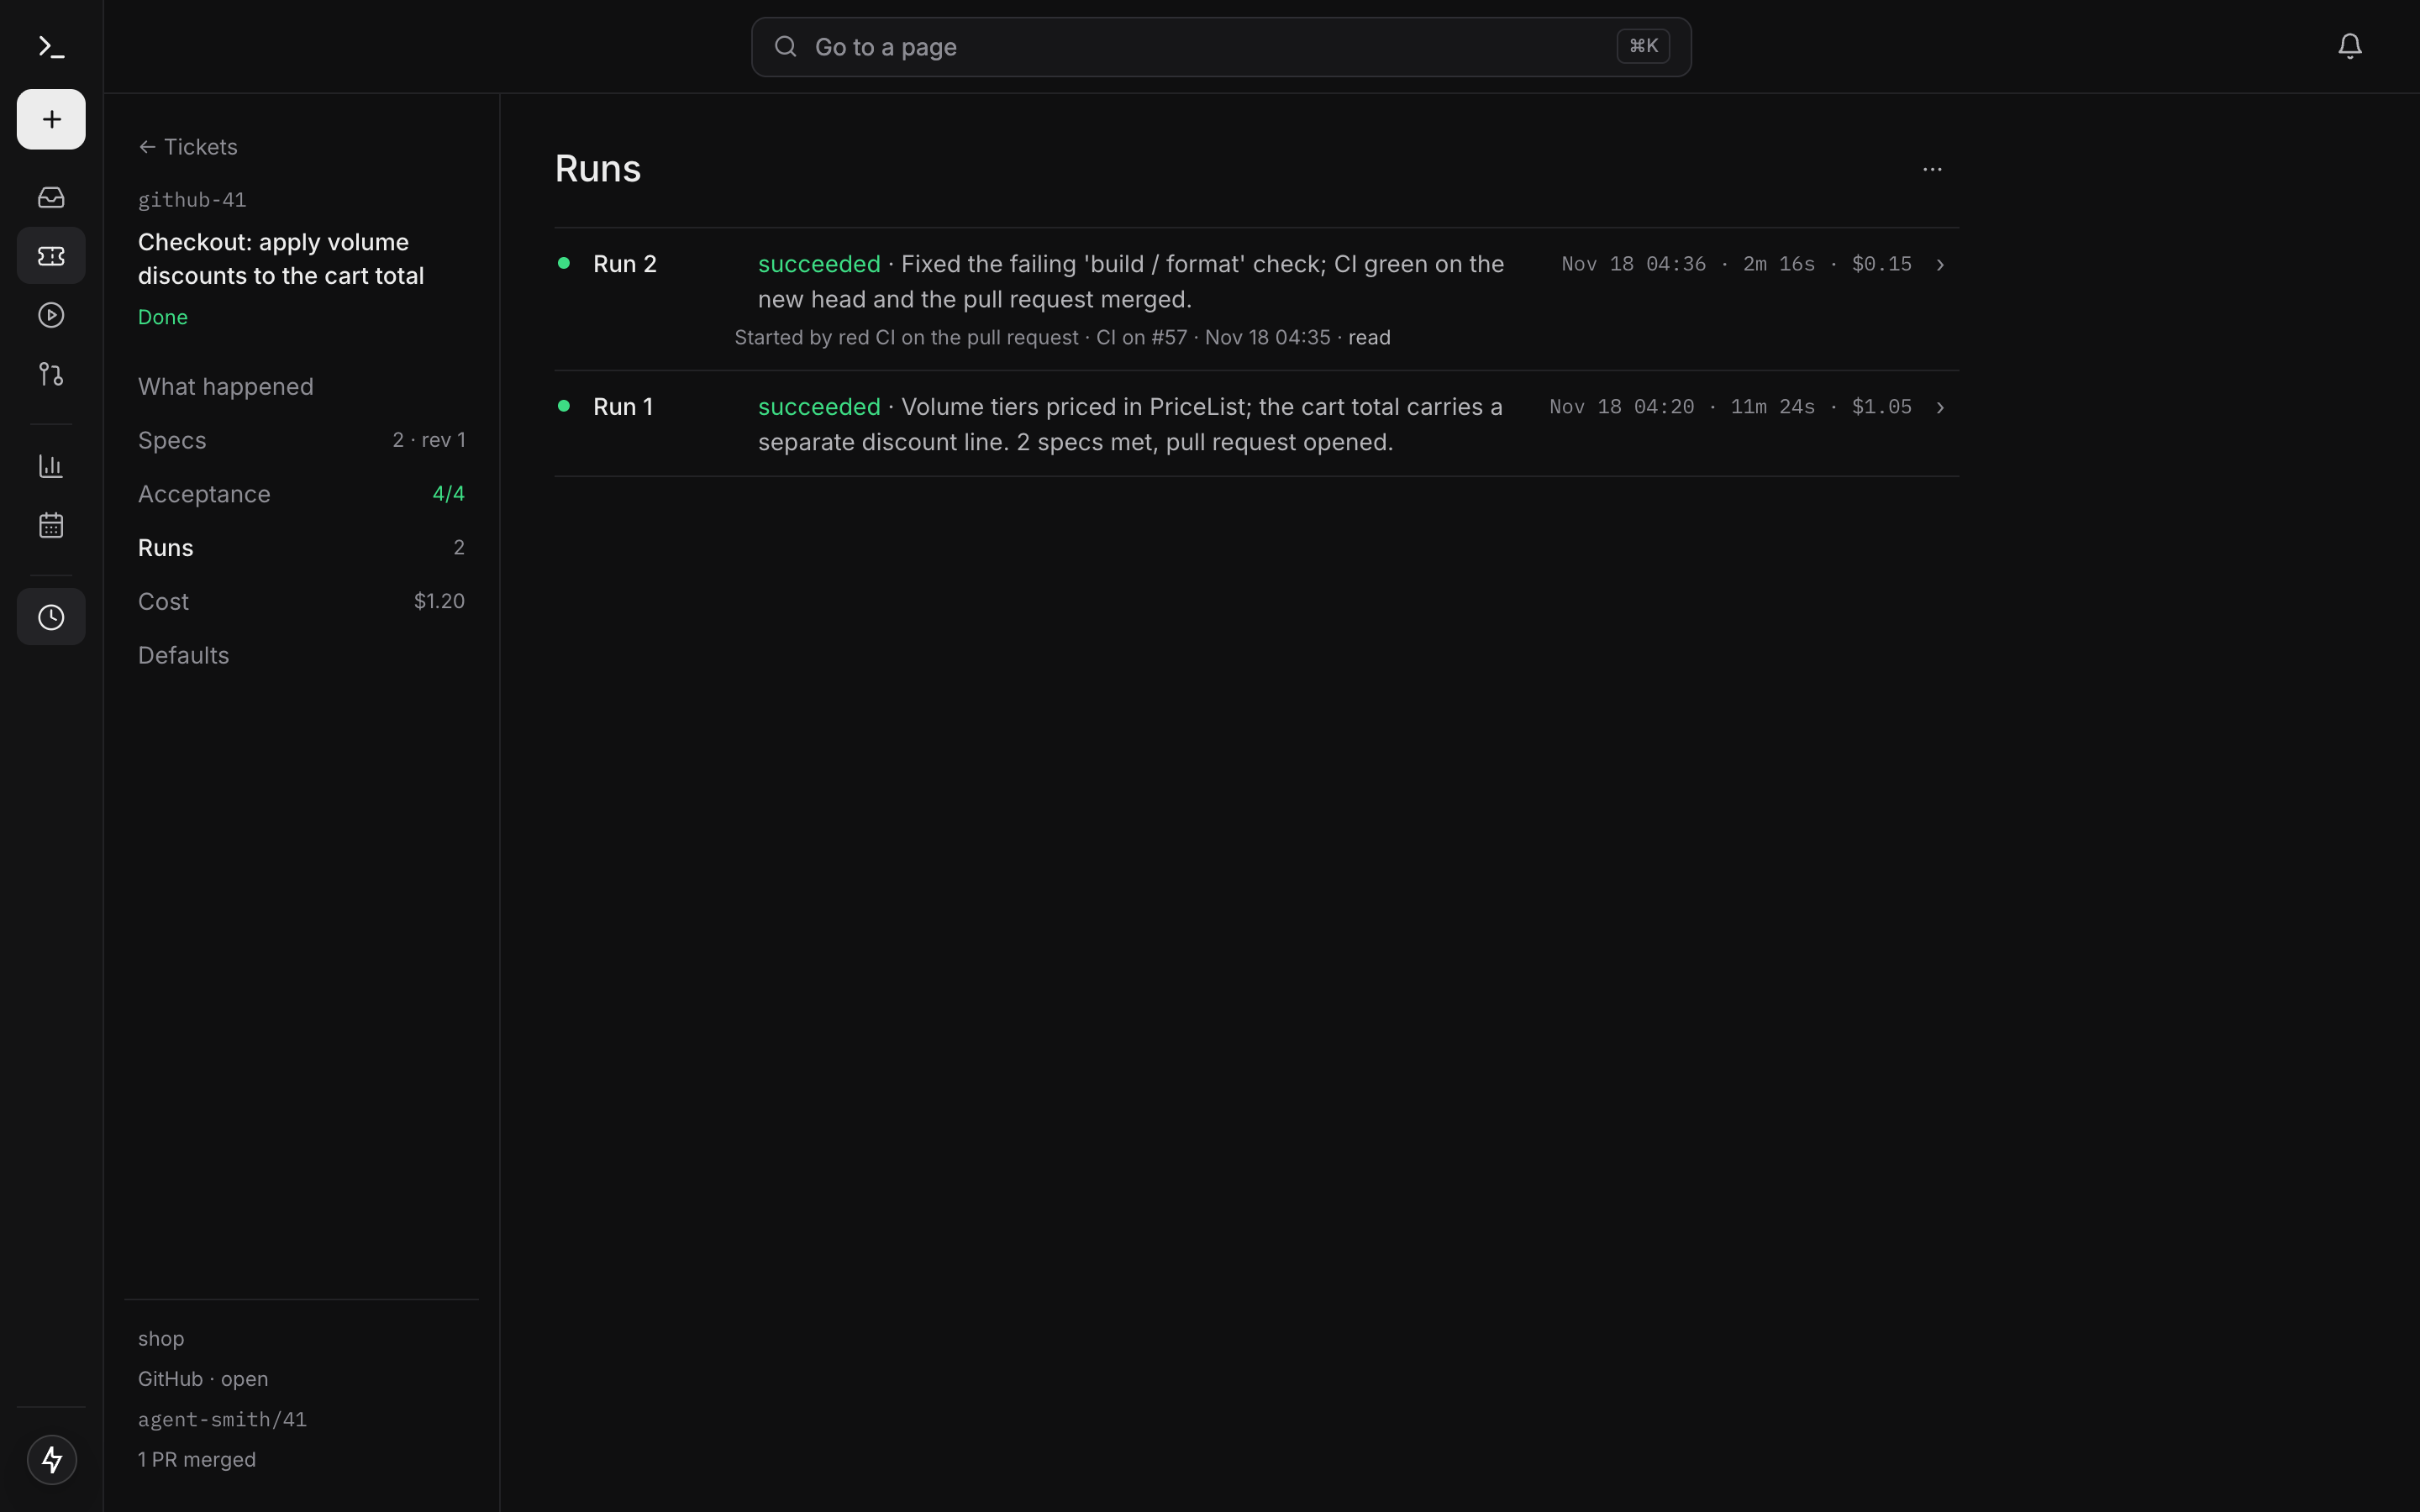 Go to a page
⌘K
← Tickets
github-41
Checkout: apply volume
discounts to the cart total
Done
What happened
Specs 2 · rev 1
Acceptance 4/4
Runs 2
Cost $1.20
Defaults
shop
GitHub · open
agent-smith/41
1 PR merged
Runs
Run 2
succeeded · Fixed the failing 'build / format' check; CI green on the
new head and the pull request merged.
Nov 18 04:36 · 2m 16s · $0.15
Started by red CI on the pull request · CI on #57 · Nov 18 04:35 · read
Run 1
succeeded · Volume tiers priced in PriceList; the cart total carries a
separate discount line. 2 specs met, pull request opened.
Nov 18 04:20 · 11m 24s · $1.05